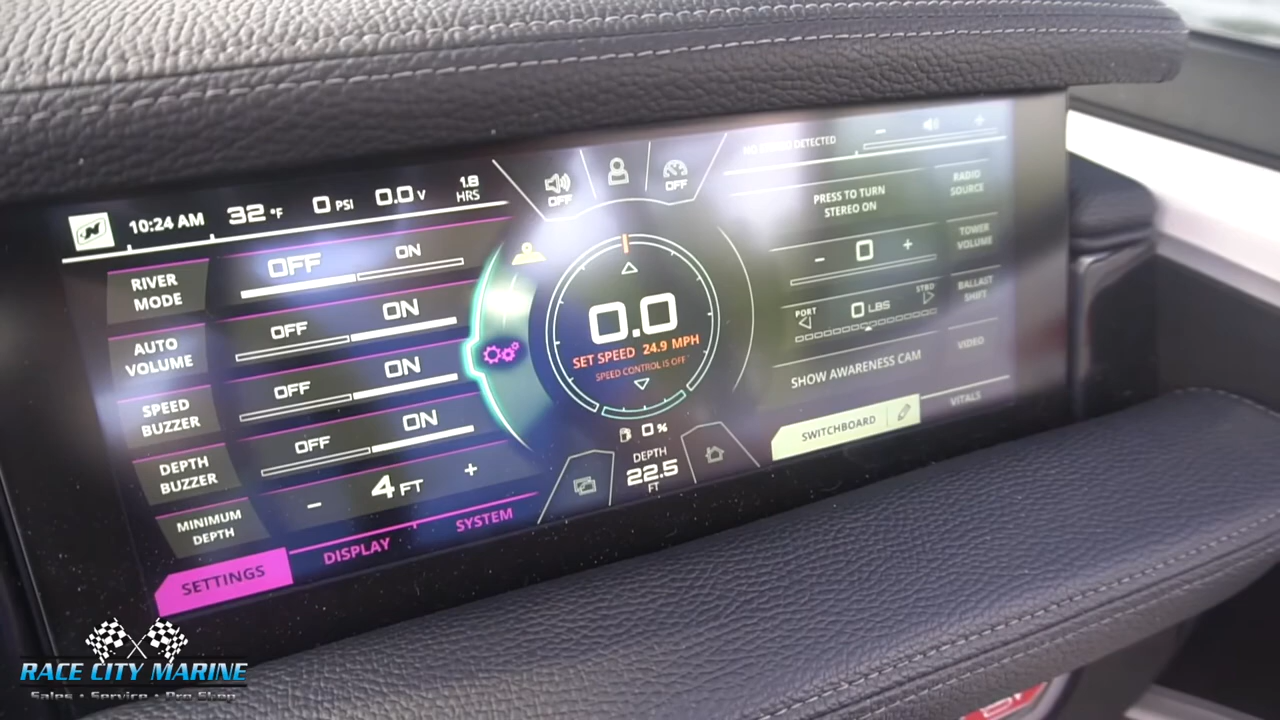 10:24 AM
32 °F
0 PSI
0.0 V
1.8 HRS
OFF
OFF
RIVER MODE
OFF
ON
AUTO VOLUME
OFF
ON
SPEED BUZZER
OFF
ON
DEPTH BUZZER
OFF
ON
MINIMUM DEPTH
- 4 FT +
SETTINGS
DISPLAY
SYSTEM
0.0
SET SPEED 24.9 MPH
SPEED CONTROL IS OFF
0 %
DEPTH
22.5
FT
DETECTED
- +
PRESS TO TURN
STEREO ON
RADIO SOURCE
- 0 +
TOWER VOLUME
PORT
0 LBS
STBD
BALLAST SHIFT
SHOW AWARENESS CAM
VIDEO
SWITCHBOARD
VITALS
RACE CITY MARINE
Sales • Service • Pro Shop